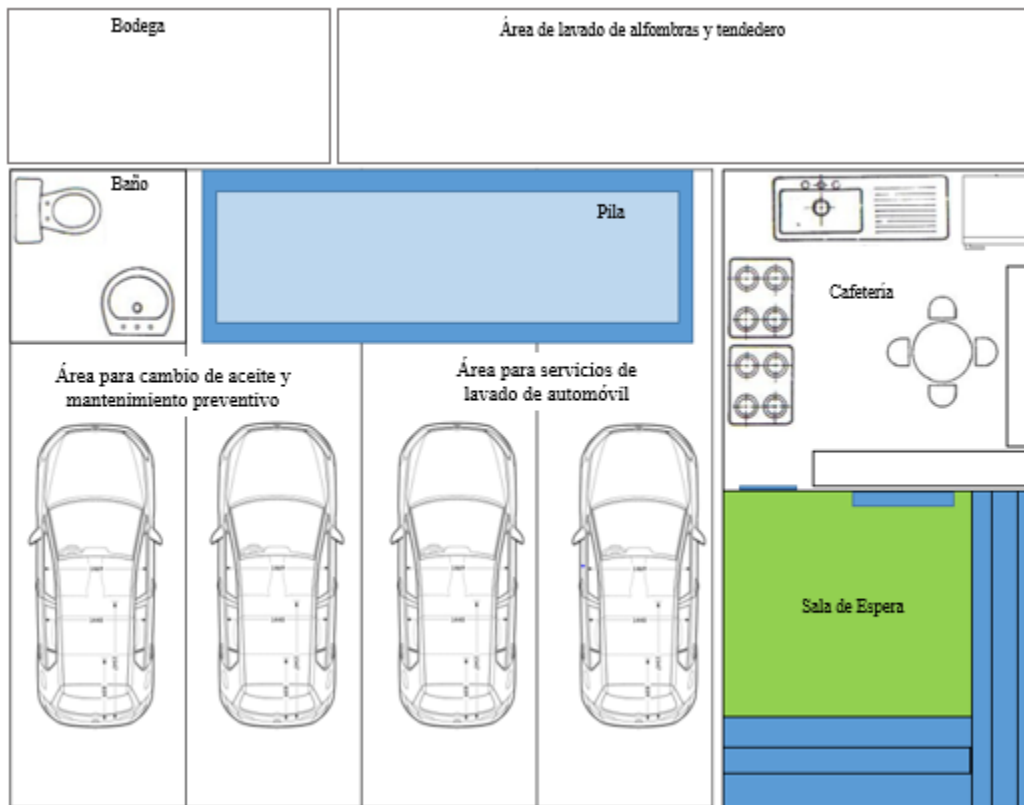 Bodega
Área de lavado de alfombras y tendedero
Baño
Pila
Cafetería
Área para cambio de aceite y
mantenimiento preventivo
Área para servicios de
lavado de automóvil
Sala de Espera